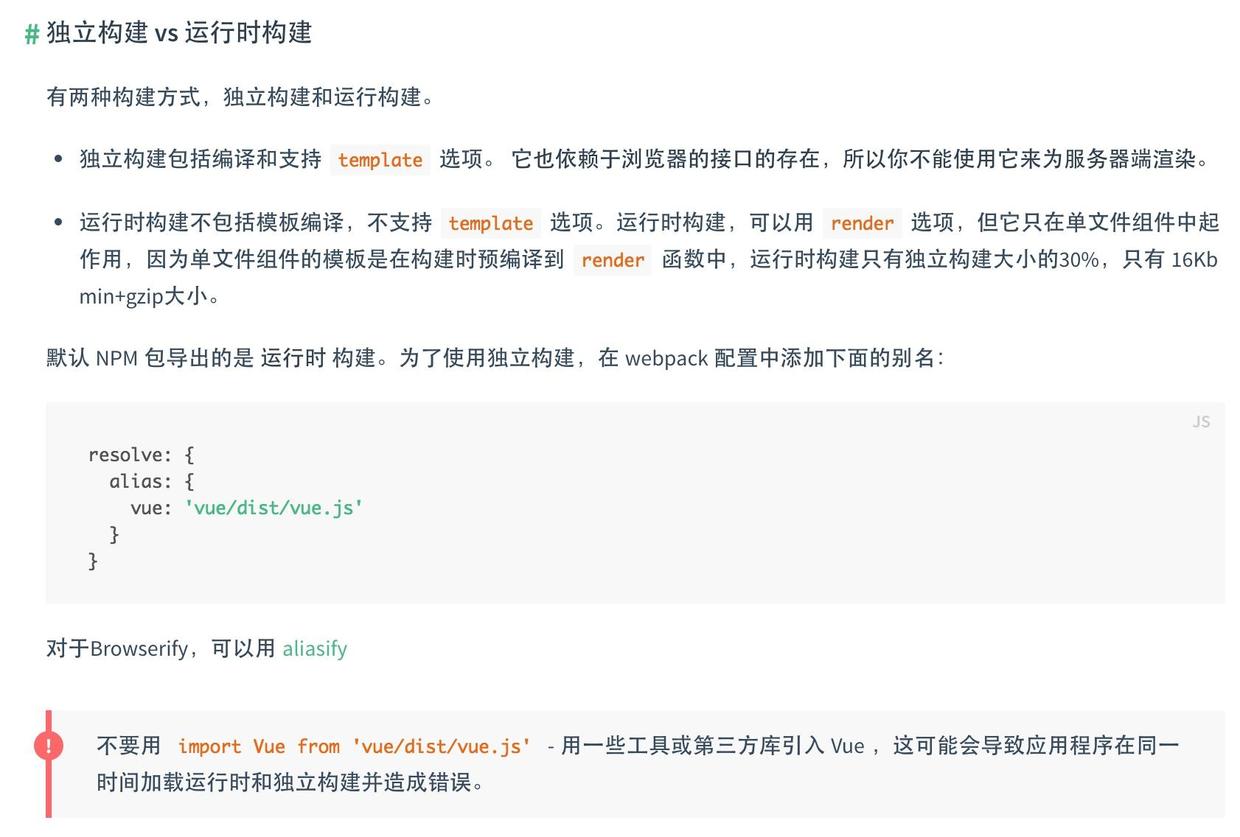 # 独立构建 vs 运行时构建
有两种构建方式，独立构建和运行构建。
• 独立构建包括编译和支持 template 选项。 它也依赖于浏览器的接口的存在，所以你不能使用它来为服务器端渲染。
• 运行时构建不包括模板编译，不支持 template 选项。运行时构建，可以用 render 选项，但它只在单文件组件中起
作用，因为单文件组件的模板是在构建时预编译到 render 函数中，运行时构建只有独立构建大小的30%，只有 16Kb
min+gzip大小。
默认 NPM 包导出的是 运行时 构建。为了使用独立构建，在 webpack 配置中添加下面的别名：
JS
resolve: {
  alias: {
    vue: 'vue/dist/vue.js'
  }
}
对于Browserify，可以用 aliasify
! 不要用 import Vue from 'vue/dist/vue.js' - 用一些工具或第三方库引入 Vue ，这可能会导致应用程序在同一
时间加载运行时和独立构建并造成错误。